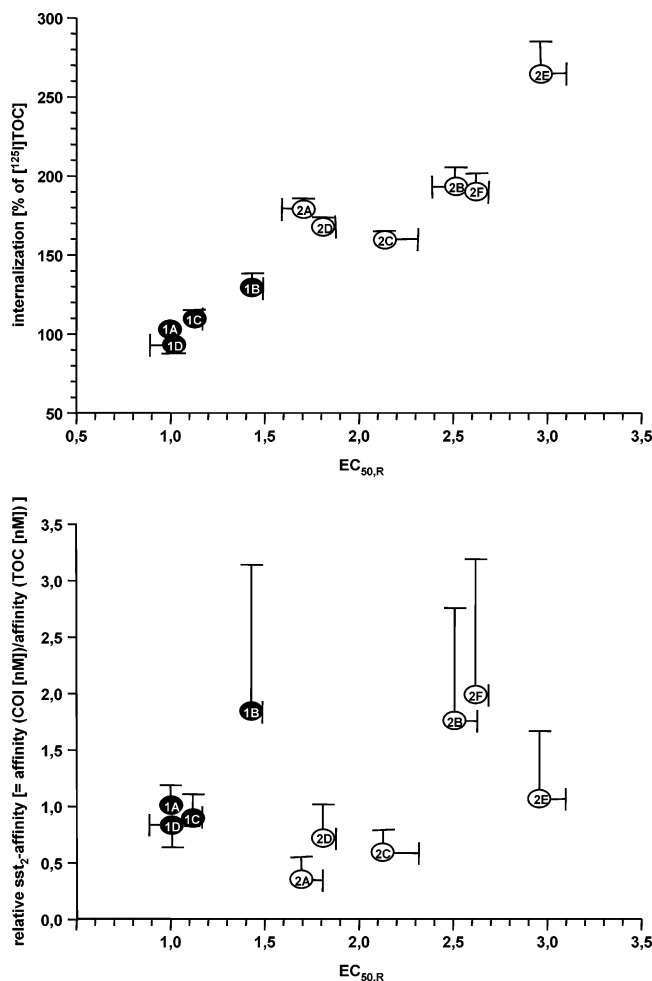 internalization [% of [¹²⁵I]TOC]
300
250
200
150
100
50
2E
2B
2F
2A
2D
2C
1B
1C
1A
1D
0,5
1,0
1,5
2,0
2,5
3,0
3,5
EC₅₀,R
relative sst₂-affinity [= affinity (COI [nM])/affinity (TOC [nM]) ]
3,5
3,0
2,5
2,0
1,5
1,0
0,5
0,0
1B
2F
2B
1A
2E
1C
1D
2D
2C
2A
1,0
1,5
2,0
2,5
3,0
3,5
EC₅₀,R